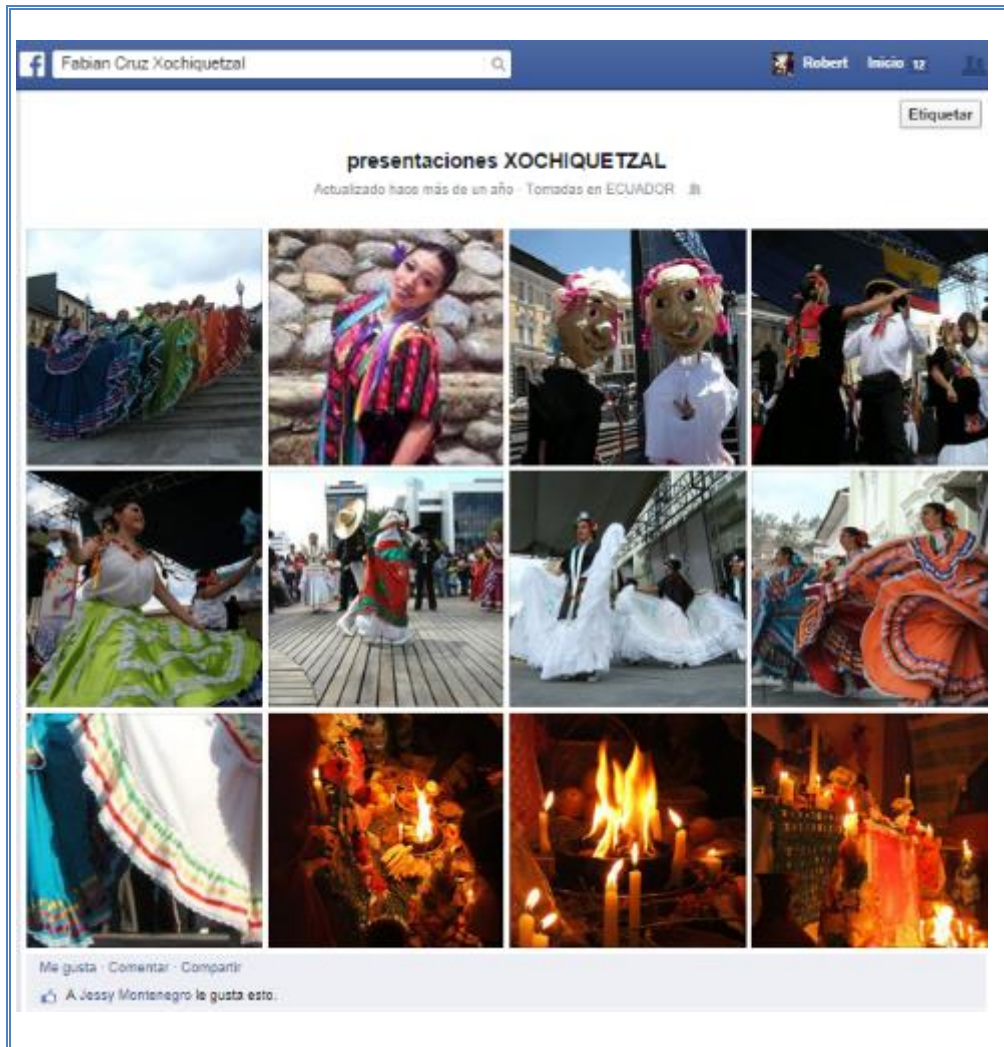 f Fabian Cruz Xochiquetzal Robert Inicio 12
Etiquetar
presentaciones XOCHIQUETZAL
Actualizado hace más de un año · Tomadas en ECUADOR
Me gusta · Comentar · Compartir
A Jessy Montenegro le gusta esto.